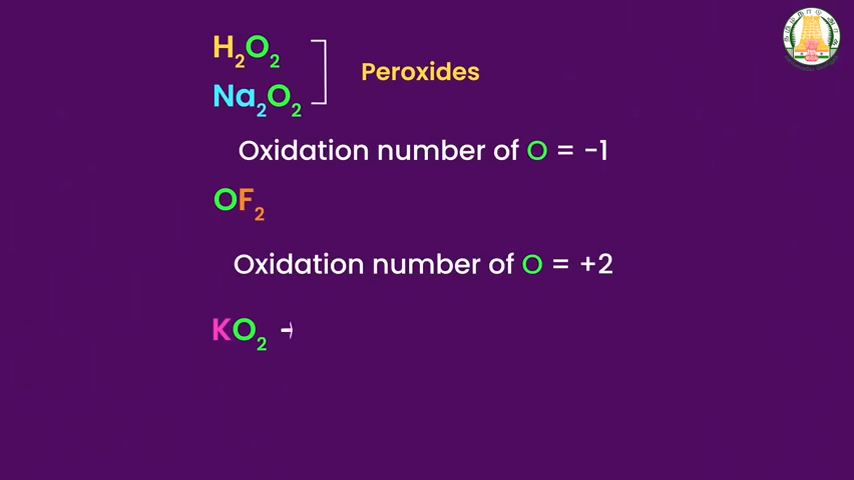 H₂O₂
Na₂O₂
Peroxides
Oxidation number of O = -1
OF₂
Oxidation number of O = +2
KO₂